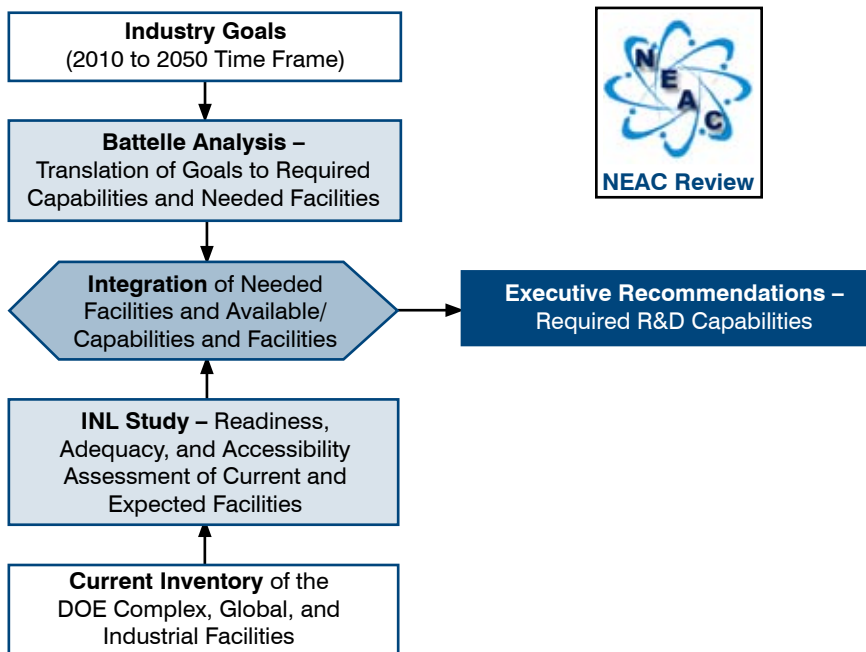 Industry Goals
(2010 to 2050 Time Frame)
Battelle Analysis –
Translation of Goals to Required
Capabilities and Needed Facilities
Integration of Needed
Facilities and Available/
Capabilities and Facilities
INL Study – Readiness,
Adequacy, and Accessibility
Assessment of Current and
Expected Facilities
Current Inventory of the
DOE Complex, Global, and
Industrial Facilities
Executive Recommendations –
Required R&D Capabilities
NEAC
NEAC Review